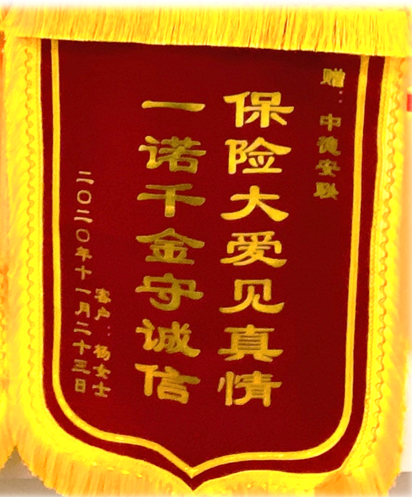 赠：中德安联
保险大爱见真情
一诺千金守诚信
客户：杨女士
二〇二〇年十一月二十三日